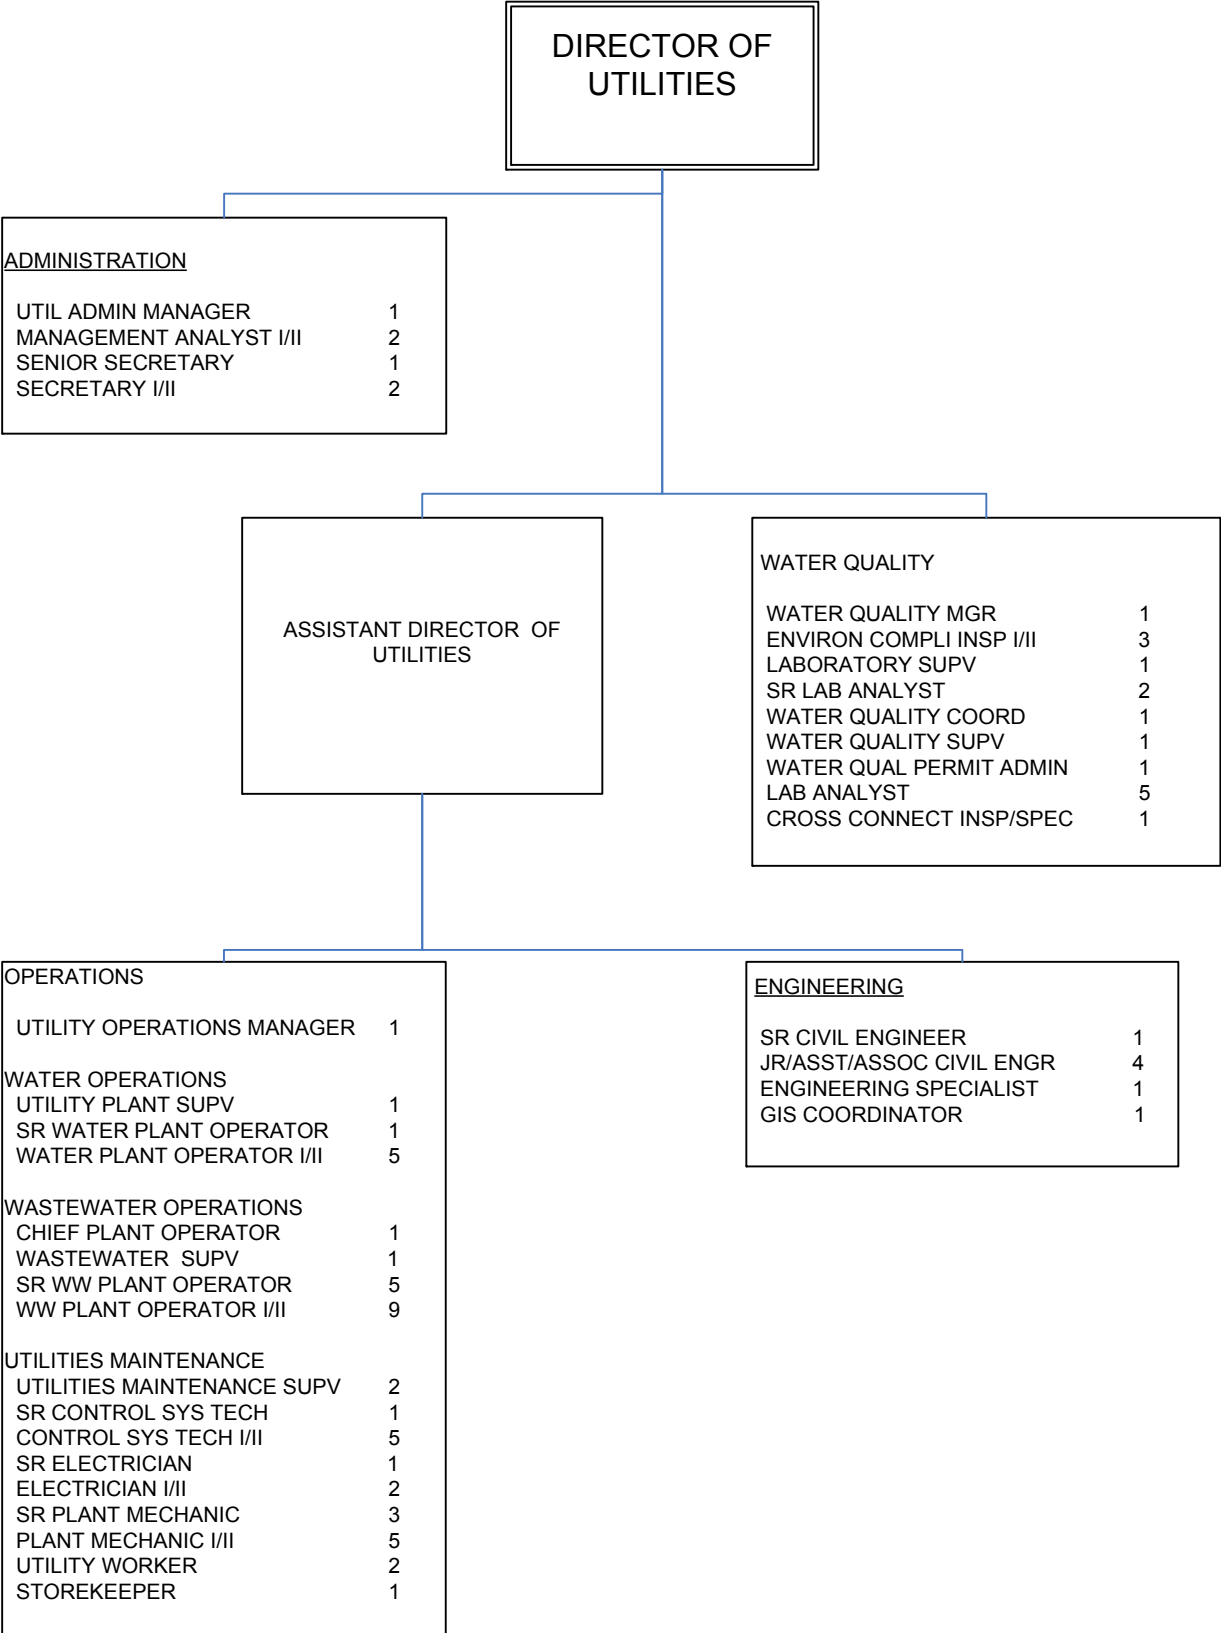 DIRECTOR OF
UTILITIES
ADMINISTRATION
UTIL ADMIN MANAGER 1
MANAGEMENT ANALYST I/II 2
SENIOR SECRETARY 1
SECRETARY I/II 2
ASSISTANT DIRECTOR OF
UTILITIES
WATER QUALITY
WATER QUALITY MGR 1
ENVIRON COMPLI INSP I/II 3
LABORATORY SUPV 1
SR LAB ANALYST 2
WATER QUALITY COORD 1
WATER QUALITY SUPV 1
WATER QUAL PERMIT ADMIN 1
LAB ANALYST 5
CROSS CONNECT INSP/SPEC 1
OPERATIONS
UTILITY OPERATIONS MANAGER 1
WATER OPERATIONS
UTILITY PLANT SUPV 1
SR WATER PLANT OPERATOR 1
WATER PLANT OPERATOR I/II 5
WASTEWATER OPERATIONS
CHIEF PLANT OPERATOR 1
WASTEWATER SUPV 1
SR WW PLANT OPERATOR 5
WW PLANT OPERATOR I/II 9
UTILITIES MAINTENANCE
UTILITIES MAINTENANCE SUPV 2
SR CONTROL SYS TECH 1
CONTROL SYS TECH I/II 5
SR ELECTRICIAN 1
ELECTRICIAN I/II 2
SR PLANT MECHANIC 3
PLANT MECHANIC I/II 5
UTILITY WORKER 2
STOREKEEPER 1
ENGINEERING
SR CIVIL ENGINEER 1
JR/ASST/ASSOC CIVIL ENGR 4
ENGINEERING SPECIALIST 1
GIS COORDINATOR 1